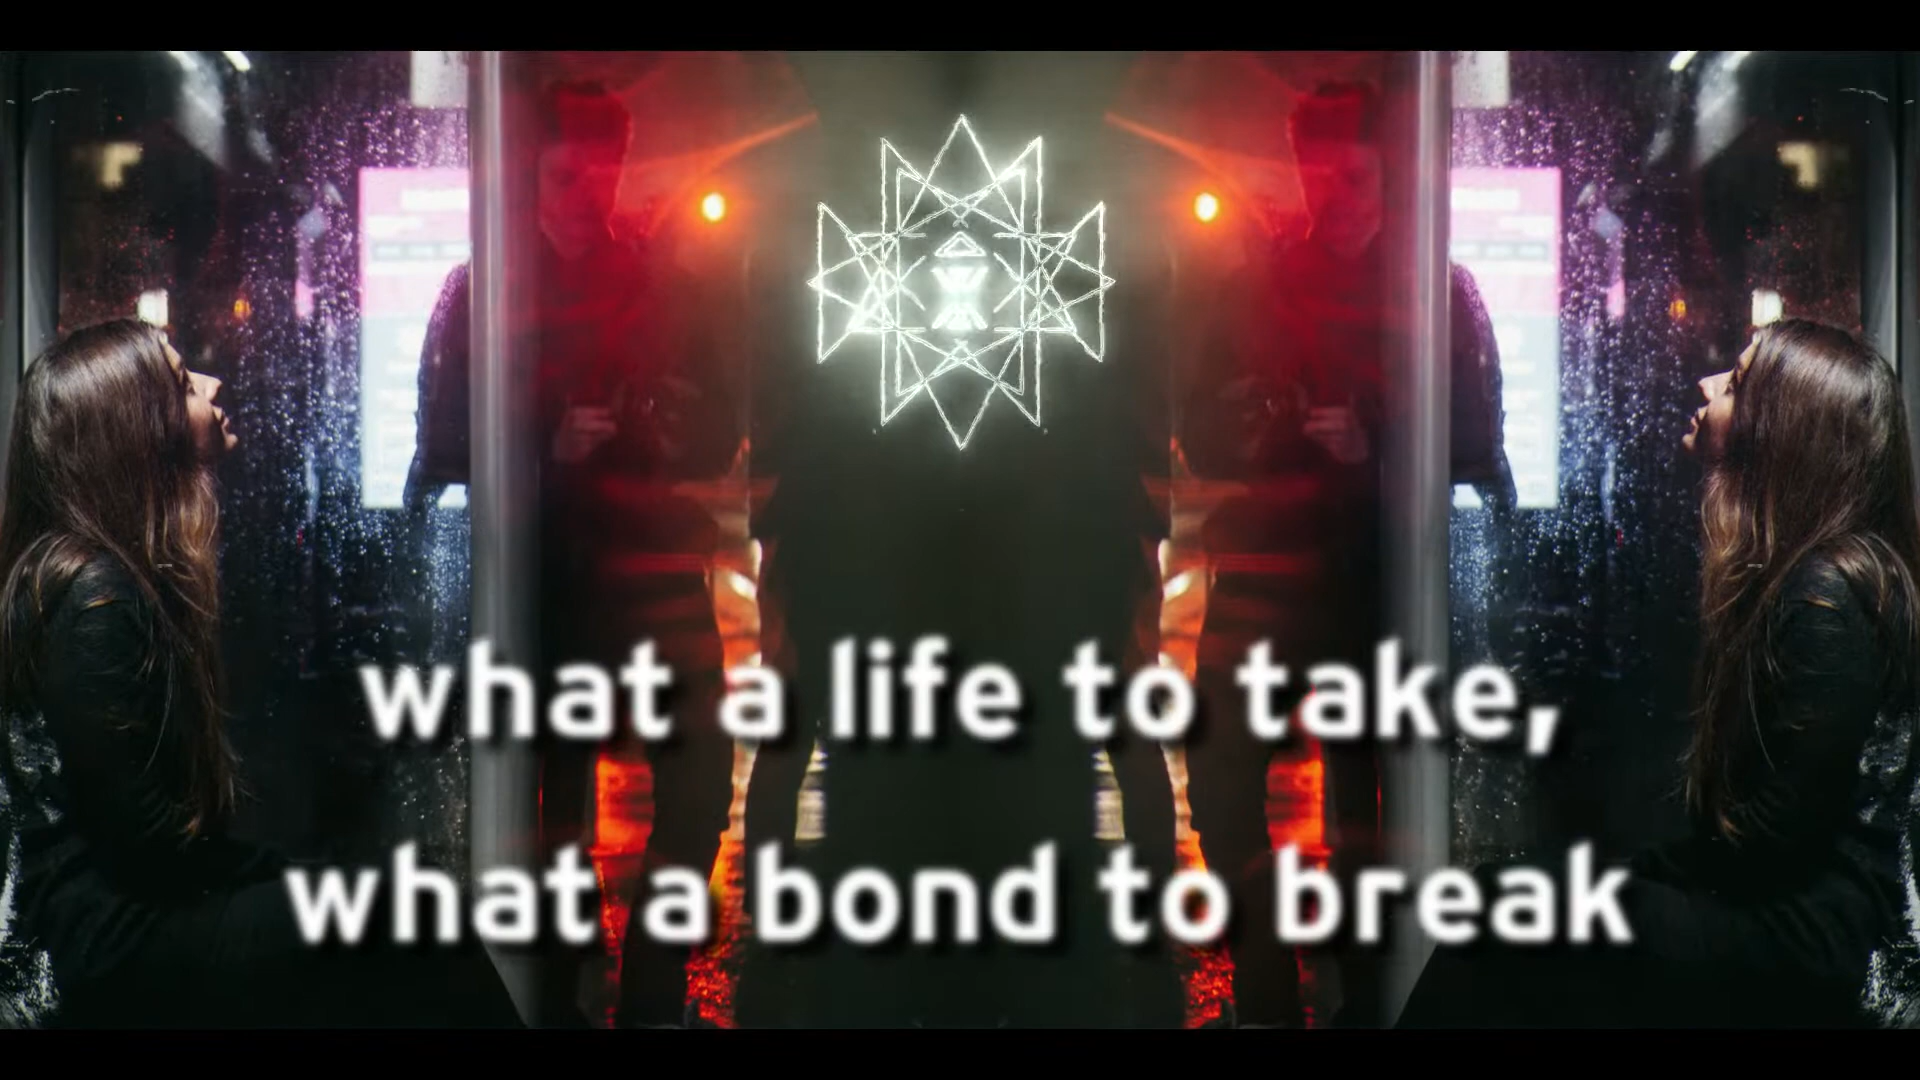 what a life to take,
what a bond to break